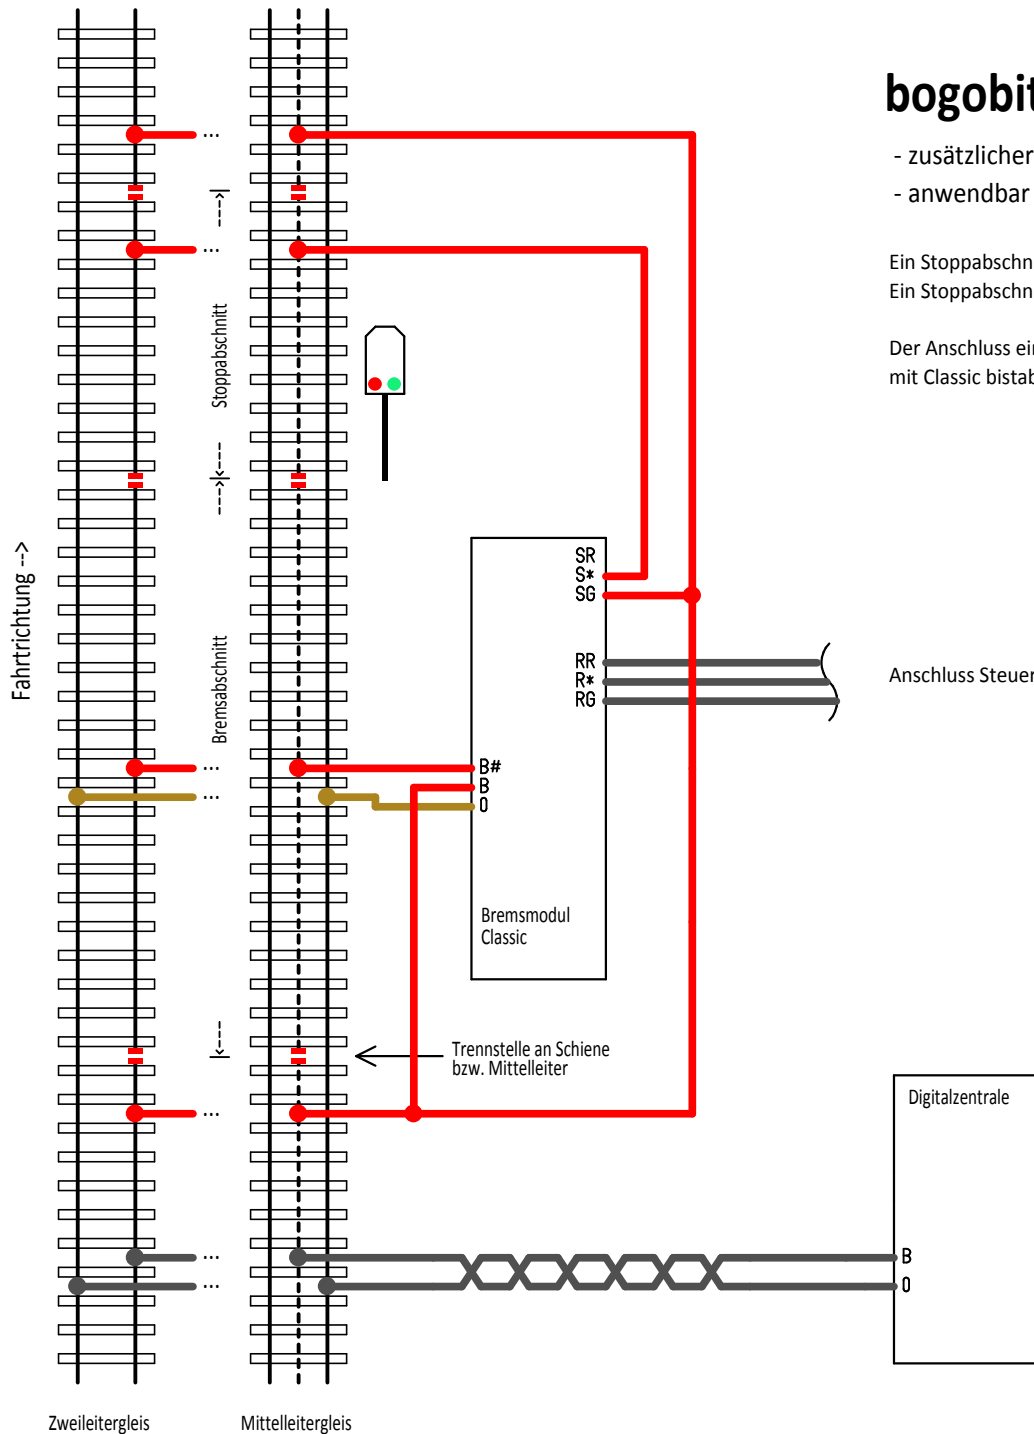 bogobit
- zusätzlicher
- anwendbar
Ein Stoppabschn
Ein Stoppabschn
Der Anschluss ein
mit Classic bistab
...
...
Stoppabschnitt
Fahrtrichtung -->
SR
S*
SG
RR
R*
RG
Anschluss Steuer
Bremsabschnitt
...
...
B#
B
0
Bremsmodul
Classic
Trennstelle an Schiene
bzw. Mittelleiter
...
Digitalzentrale
...
...
B
0
Zweileitergleis
Mittelleitergleis